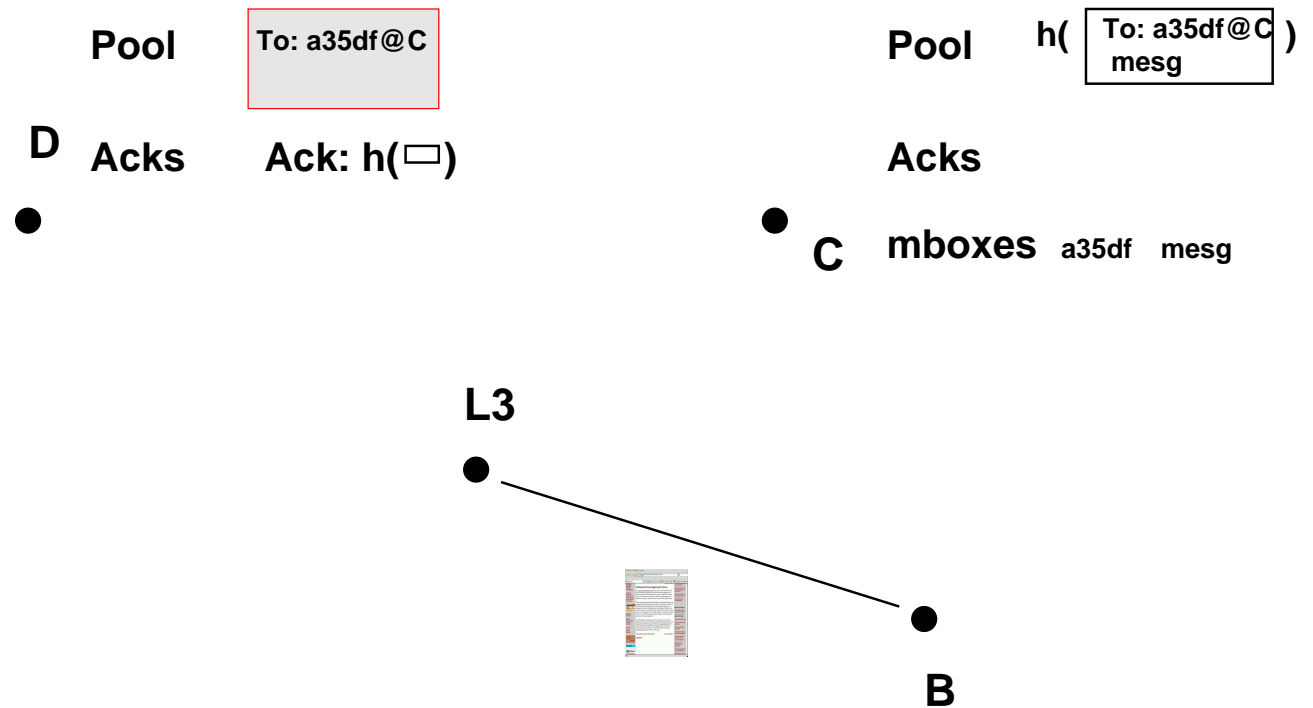 Pool
To: a35df@C
D
Acks
Ack: h( )
Pool
h( To: a35df@C )
mesg
Acks
C
mboxes a35df mesg
L3
B